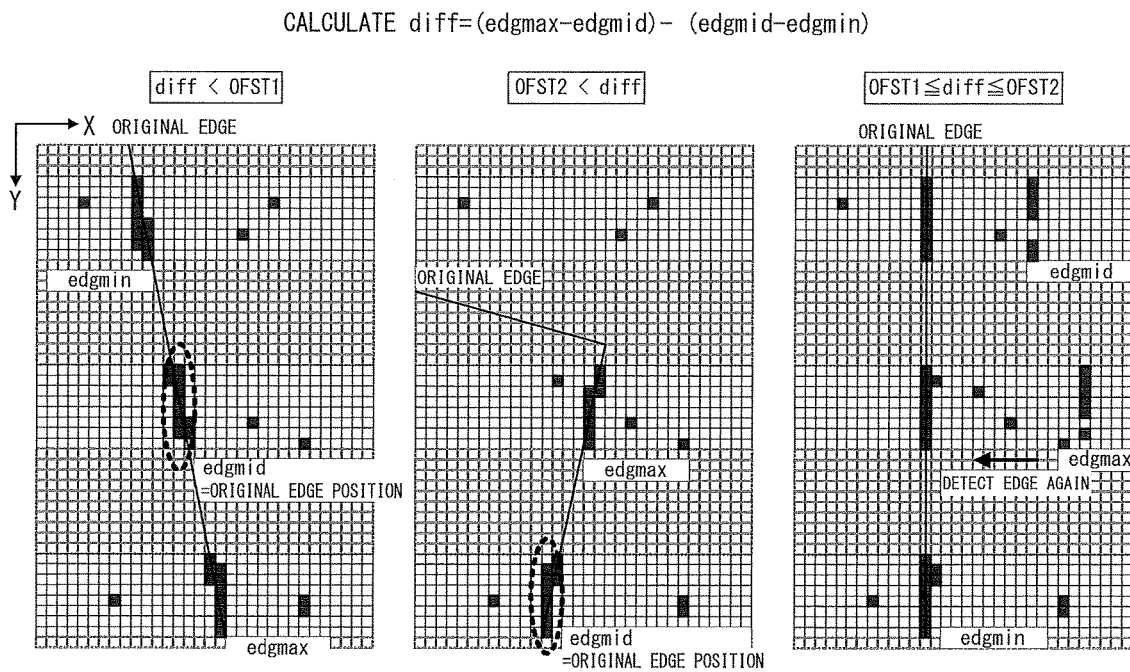 CALCULATE diff=(edgmax-edgmid)- (edgmid-edgmin)
diff < OFST1
OFST2 < diff
OFST1≦diff≦OFST2
X
Y
ORIGINAL EDGE
edgmin
edgmid
=ORIGINAL EDGE POSITION
edgmax
ORIGINAL EDGE
edgmax
edgmid
=ORIGINAL EDGE POSITION
ORIGINAL EDGE
edgmid
edgmax
DETECT EDGE AGAIN
edgmin